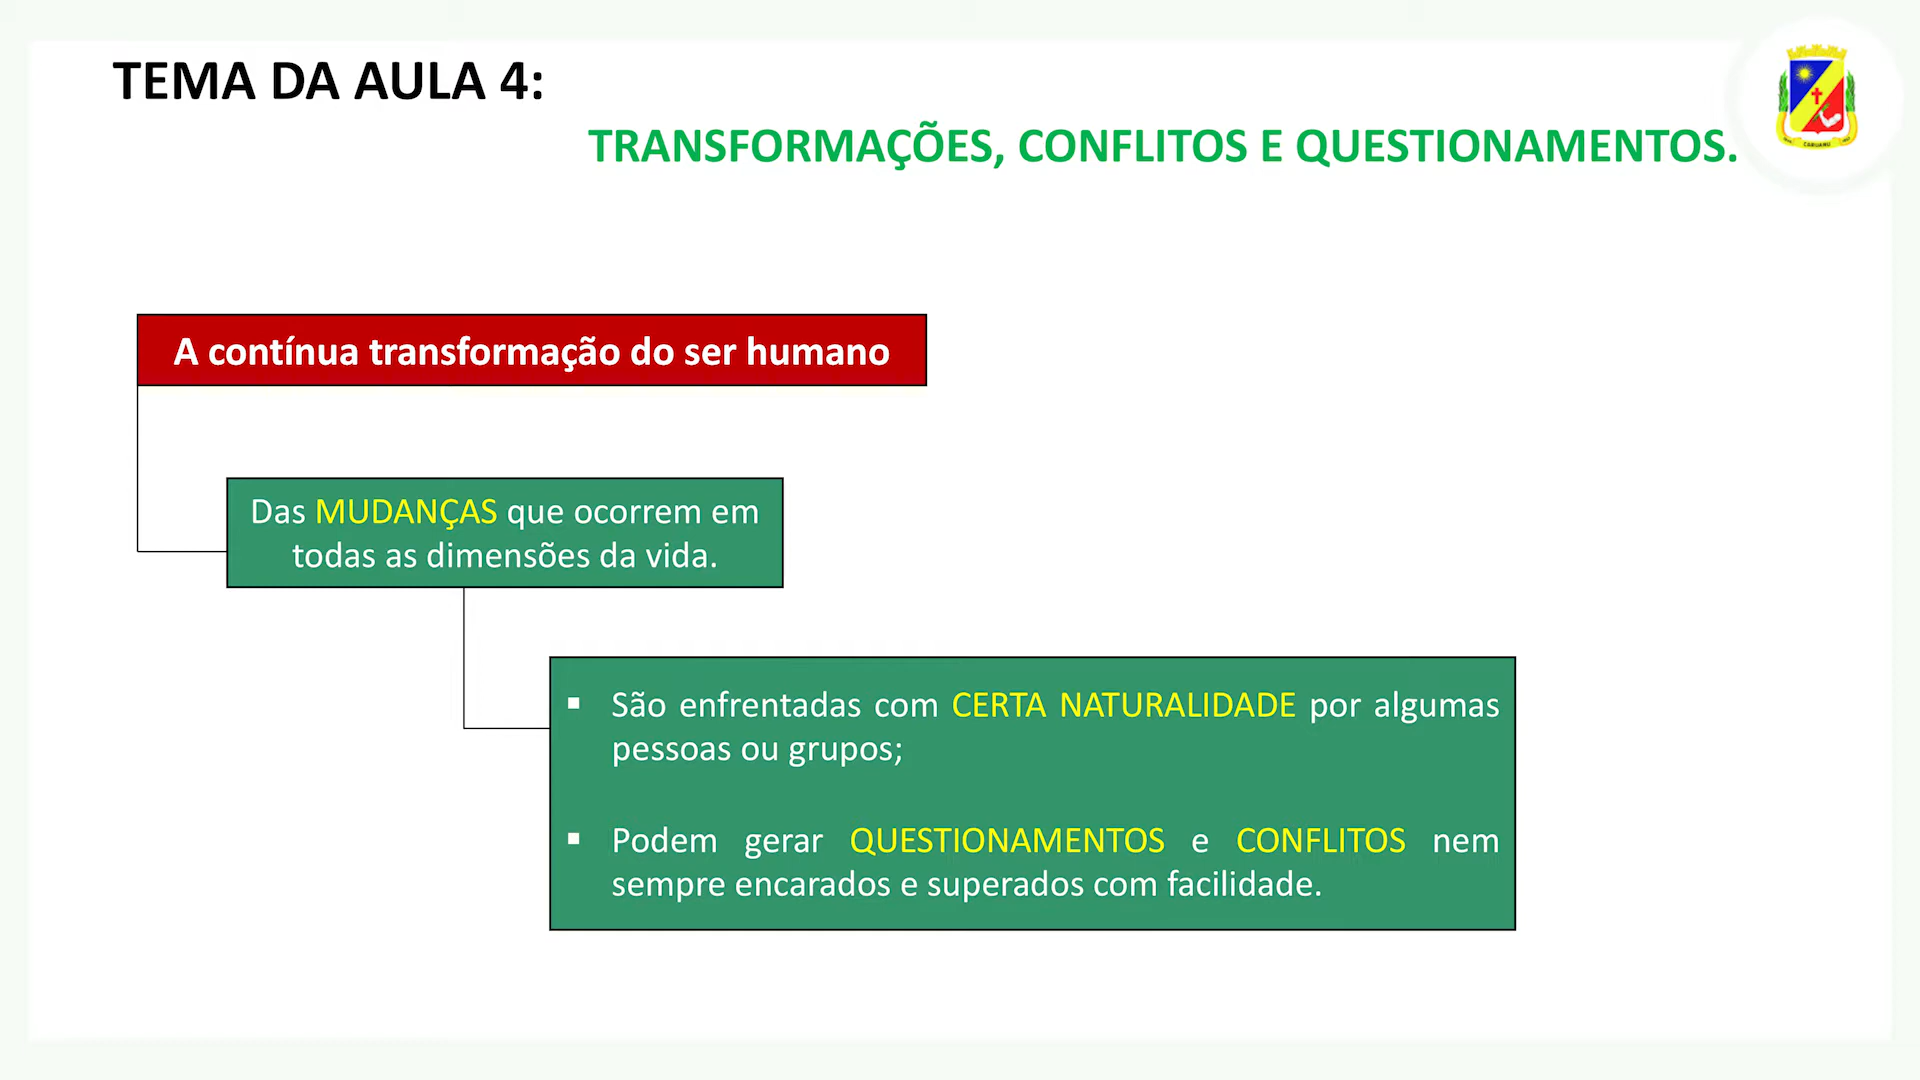 TEMA DA AULA 4:
TRANSFORMAÇÕES, CONFLITOS E QUESTIONAMENTOS.
CARUARU
A contínua transformação do ser humano
Das MUDANÇAS que ocorrem em
todas as dimensões da vida.
▪ São enfrentadas com CERTA NATURALIDADE por algumas
pessoas ou grupos;
▪ Podem gerar QUESTIONAMENTOS e CONFLITOS nem
sempre encarados e superados com facilidade.